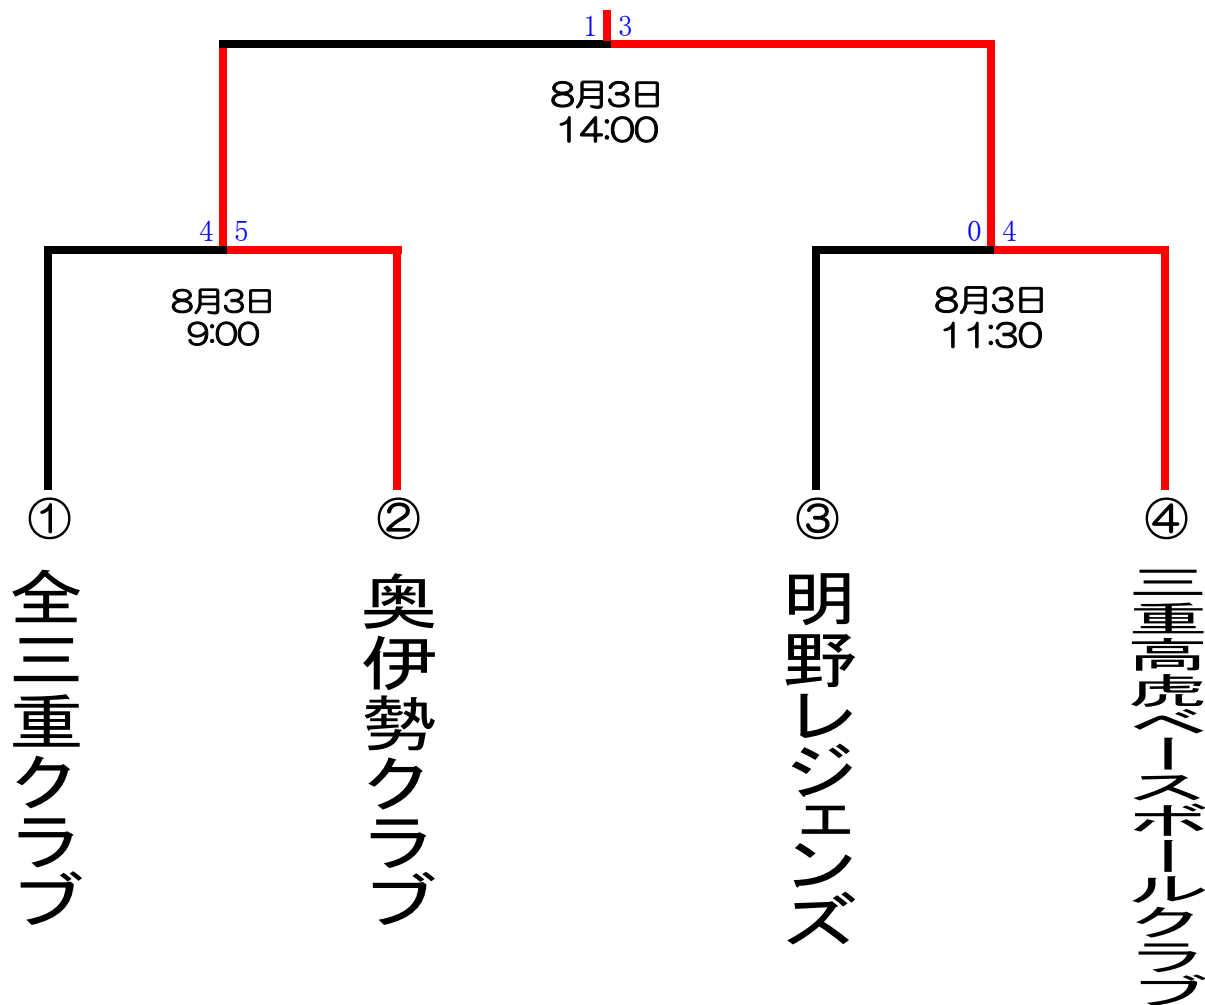 1 3
8月3日
14:00
4 5
0 4
8月3日
9:00
8月3日
11:30
①
②
③
④
全三重クラブ
奥伊勢クラブ
明野レジェンズ
三重高虎ベースボールクラブ